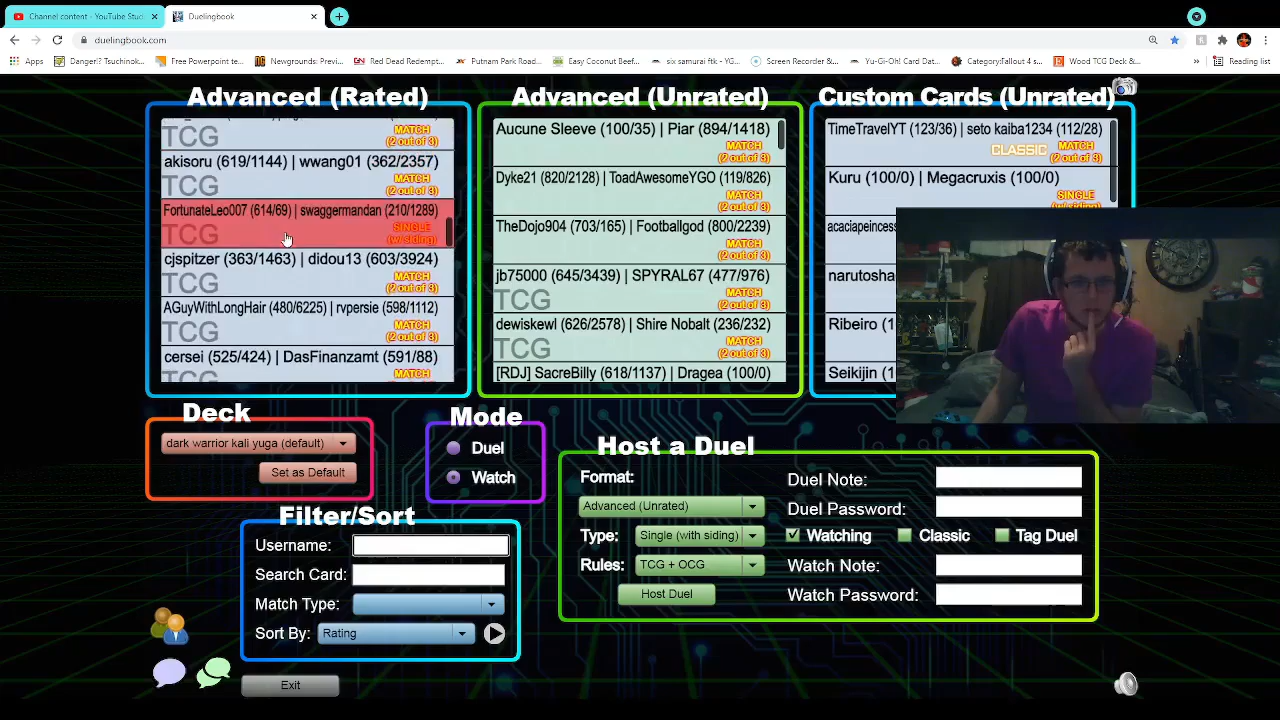 Channel content - YouTube Stud
Duelingbook
duelingbook.com
Apps
Danger!? Tsuchinok...
Free Powerpoint te...
Newgrounds: Previ...
Red Dead Redempt...
Putnam Park Road...
Easy Coconut Beef...
six samurai ftk - YG...
Screen Recorder &...
Yu-Gi-Oh! Card Dat...
Category:Fallout 4 s...
Wood TCG Deck &...
Reading list
Advanced (Rated)
TCG
MATCH
(2 out of 3)
akisoru (619/1144) | wwang01 (362/2357)
TCG
MATCH
(2 out of 3)
FortunateLeo007 (614/69) | swaggermandan (210/1289)
TCG
SINGLE
(w/siding)
cjspitzer (363/1463) | didou13 (603/3924)
TCG
MATCH
(2 out of 3)
AGuyWithLongHair (480/6225) | rvpersie (598/1112)
TCG
MATCH
(2 out of 3)
cersei (525/424) | DasFinanzamt (591/88)
TCG
MATCH
Advanced (Unrated)
Aucune Sleeve (100/35) | Piar (894/1418)
MATCH
(2 out of 3)
Dyke21 (820/2128) | ToadAwesomeYGO (119/826)
MATCH
(2 out of 3)
TheDojo904 (703/165) | Footballgod (800/2239)
MATCH
(2 out of 3)
jb75000 (645/3439) | SPYRAL67 (477/976)
TCG
MATCH
(2 out of 3)
dewiskewl (626/2578) | Shire Nobalt (236/232)
TCG
MATCH
(2 out of 3)
[RDJ] SacreBilly (618/1137) | Dragea (100/0)
Custom Cards (Unrated)
TimeTravelYT (123/36) | seto kaiba1234 (112/28)
CLASSIC
MATCH
(2 out of 3)
Kuru (100/0) | Megacruxis (100/0)
SINGLE
(w/siding)
acaciapeincess
narutosha
Ribeiro (1
Seikijin (1
Deck
dark warrior kali yuga (default)
Set as Default
Mode
Duel
Watch
Filter/Sort
Username:
Search Card:
Match Type:
Sort By:
Rating
Exit
Host a Duel
Format:
Advanced (Unrated)
Type:
Single (with siding)
Rules:
TCG + OCG
Host Duel
Duel Note:
Duel Password:
Watching
Classic
Tag Duel
Watch Note:
Watch Password: